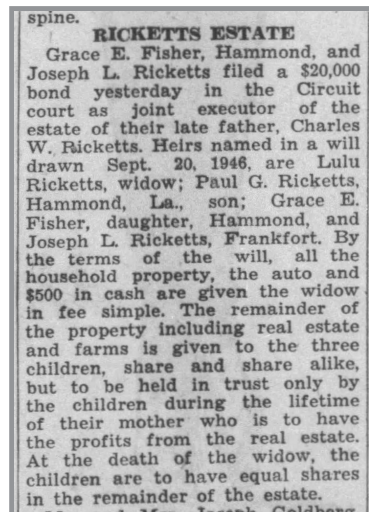 spine.
RICKETTS ESTATE
Grace E. Fisher, Hammond, and
Joseph L. Ricketts filed a $20,000
bond yesterday in the Circuit
court as joint executor of the
estate of their late father, Charles
W. Ricketts. Heirs named in a will
drawn Sept. 20, 1946, are Lulu
Ricketts, widow; Paul G. Ricketts,
Hammond, La., son; Grace E.
Fisher, daughter, Hammond, and
Joseph L. Ricketts, Frankfort. By
the terms of the will, all the
household property, the auto and
$500 in cash are given the widow
in fee simple. The remainder of
the property including real estate
and farms is given to the three
children, share and share alike,
but to be held in trust only by
the children during the lifetime
of their mother who is to have
the profits from the real estate.
At the death of the widow, the
children are to have equal shares
in the remainder of the estate.
Joseph Goldberg